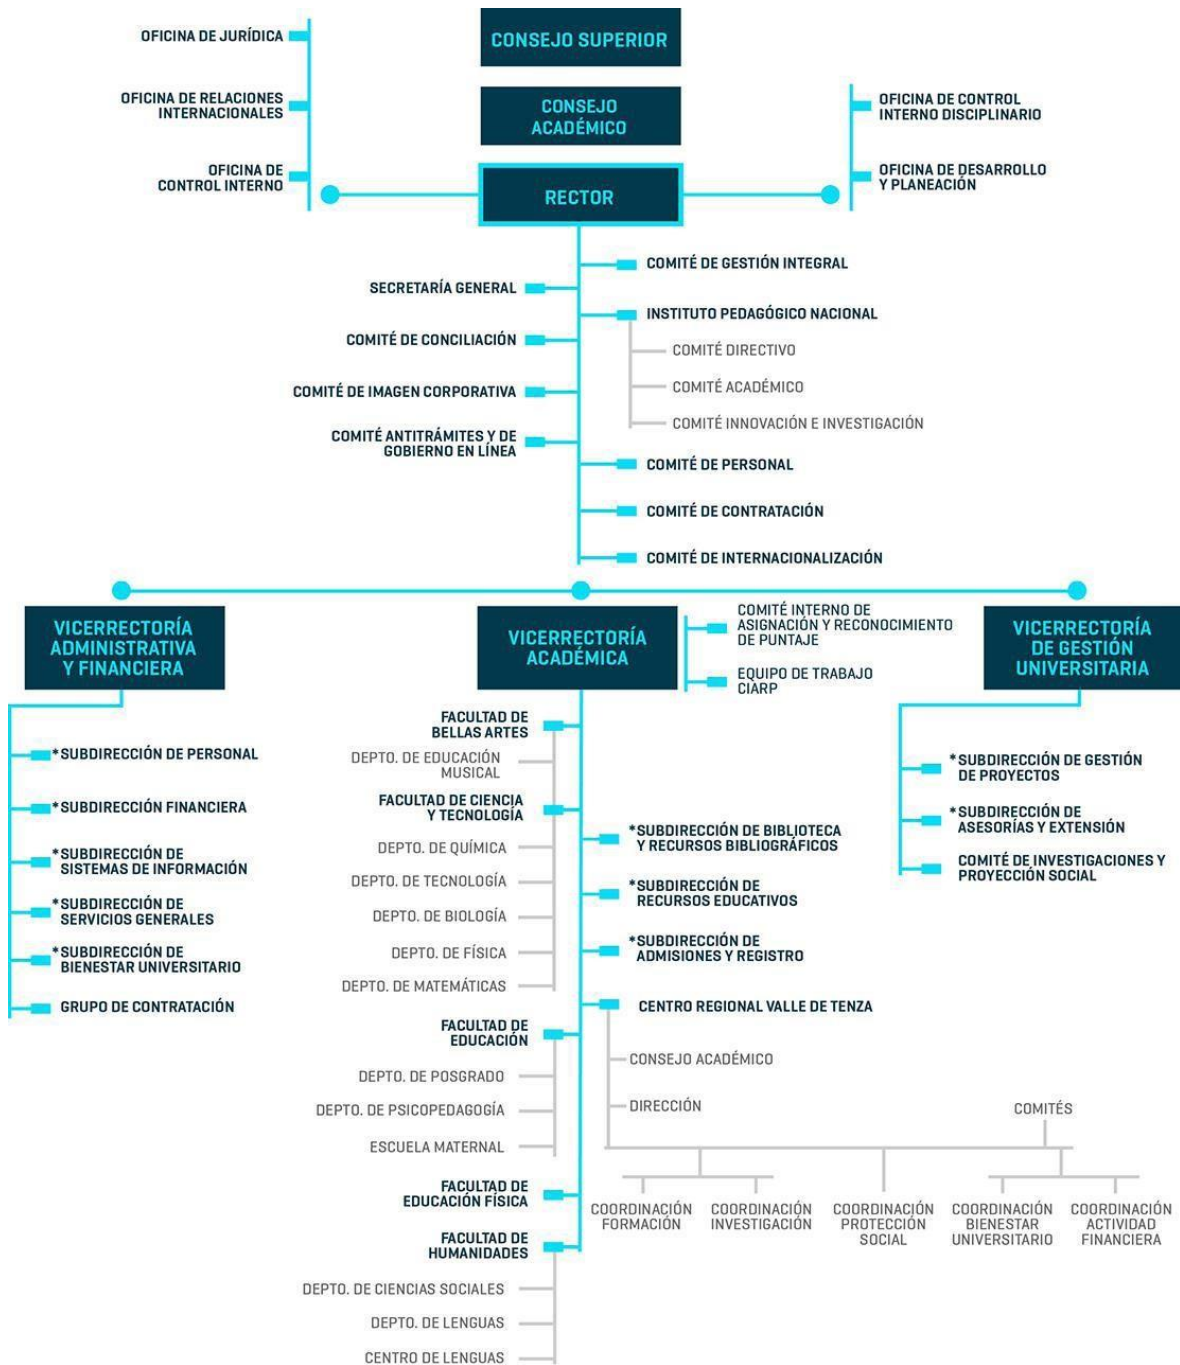 OFICINA DE JURÍDICA
OFICINA DE RELACIONES
INTERNACIONALES
OFICINA DE
CONTROL INTERNO
CONSEJO SUPERIOR
CONSEJO
ACADÉMICO
RECTOR
OFICINA DE CONTROL
INTERNO DISCIPLINARIO
OFICINA DE DESARROLLO
Y PLANEACIÓN
SECRETARÍA GENERAL
COMITÉ DE CONCILIACIÓN
COMITÉ DE IMAGEN CORPORATIVA
COMITÉ ANTITRÁMITES Y DE
GOBIERNO EN LÍNEA
COMITÉ DE GESTIÓN INTEGRAL
INSTITUTO PEDAGÓGICO NACIONAL
COMITÉ DIRECTIVO
COMITÉ ACADÉMICO
COMITÉ INNOVACIÓN E INVESTIGACIÓN
COMITÉ DE PERSONAL
COMITÉ DE CONTRATACIÓN
COMITÉ DE INTERNACIONALIZACIÓN
VICERRECTORÍA
ADMINISTRATIVA
Y FINANCIERA
*SUBDIRECCIÓN DE PERSONAL
*SUBDIRECCIÓN FINANCIERA
*SUBDIRECCIÓN DE
SISTEMAS DE INFORMACIÓN
*SUBDIRECCIÓN DE
SERVICIOS GENERALES
*SUBDIRECCIÓN DE
BIENESTAR UNIVERSITARIO
GRUPO DE CONTRATACIÓN
VICERRECTORÍA
ACADÉMICA
COMITÉ INTERNO DE
ASIGNACIÓN Y RECONOCIMIENTO
DE PUNTAJE
EQUIPO DE TRABAJO
CIARP
FACULTAD DE
BELLAS ARTES
DEPTO. DE EDUCACIÓN
MUSICAL
FACULTAD DE CIENCIA
Y TECNOLOGÍA
DEPTO. DE QUÍMICA
DEPTO. DE TECNOLOGÍA
DEPTO. DE BIOLOGÍA
DEPTO. DE FÍSICA
DEPTO. DE MATEMÁTICAS
FACULTAD DE
EDUCACIÓN
DEPTO. DE POSGRADO
DEPTO. DE PSICOPEDAGOGÍA
ESCUELA MATERNAL
FACULTAD DE
EDUCACIÓN FÍSICA
FACULTAD DE
HUMANIDADES
DEPTO. DE CIENCIAS SOCIALES
DEPTO. DE LENGUAS
CENTRO DE LENGUAS
*SUBDIRECCIÓN DE BIBLIOTECA
Y RECURSOS BIBLIOGRÁFICOS
*SUBDIRECCIÓN DE
RECURSOS EDUCATIVOS
*SUBDIRECCIÓN DE
ADMISIONES Y REGISTRO
CENTRO REGIONAL VALLE DE TENZA
CONSEJO ACADÉMICO
DIRECCIÓN
COMITÉS
COORDINACIÓN
FORMACIÓN
COORDINACIÓN
INVESTIGACIÓN
COORDINACIÓN
PROTECCIÓN
SOCIAL
COORDINACIÓN
BIENESTAR
UNIVERSITARIO
COORDINACIÓN
ACTIVIDAD
FINANCIERA
VICERRECTORÍA
DE GESTIÓN
UNIVERSITARIA
*SUBDIRECCIÓN DE GESTIÓN
DE PROYECTOS
*SUBDIRECCIÓN DE
ASESORÍAS Y EXTENSIÓN
COMITÉ DE INVESTIGACIONES Y
PROYECCIÓN SOCIAL